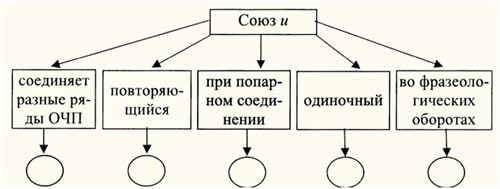 Союз и
соединяет
разные ря-
ды ОЧП
повторяю-
щийся
при попар-
ном соеди-
нении
одиночный
во фразеоло-
гических
оборотах